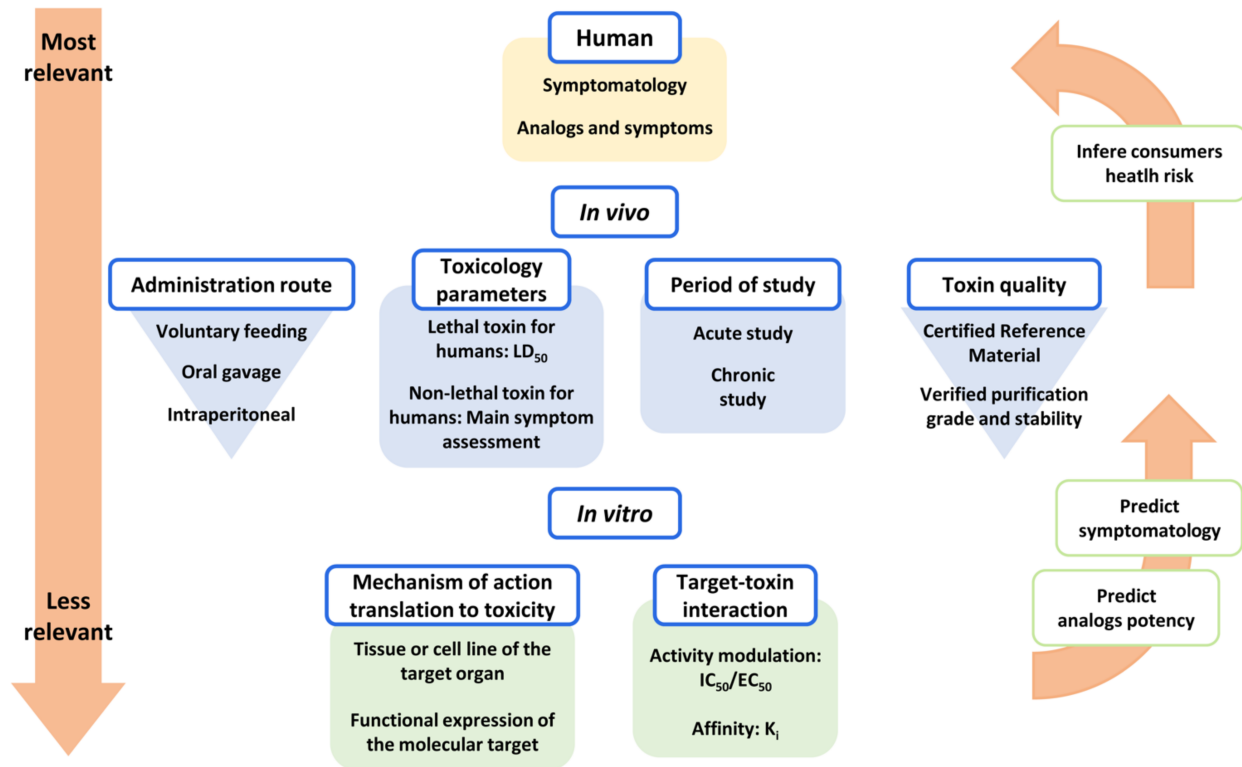 Most
relevant
Human
Symptomatology
Analogs and symptoms
Infere consumers
heatlh risk
In vivo
Administration route
Voluntary feeding
Oral gavage
Intraperitoneal
Toxicology
parameters
Lethal toxin for
humans: LD50
Non-lethal toxin for
humans: Main symptom
assessment
Period of study
Acute study
Chronic
study
Toxin quality
Certified Reference
Material
Verified purification
grade and stability
In vitro
Predict
symptomatology
Predict
analogs potency
Less
relevant
Mechanism of action
translation to toxicity
Tissue or cell line of the
target organ
Functional expression of
the molecular target
Target-toxin
interaction
Activity modulation:
IC50/EC50
Affinity: Ki